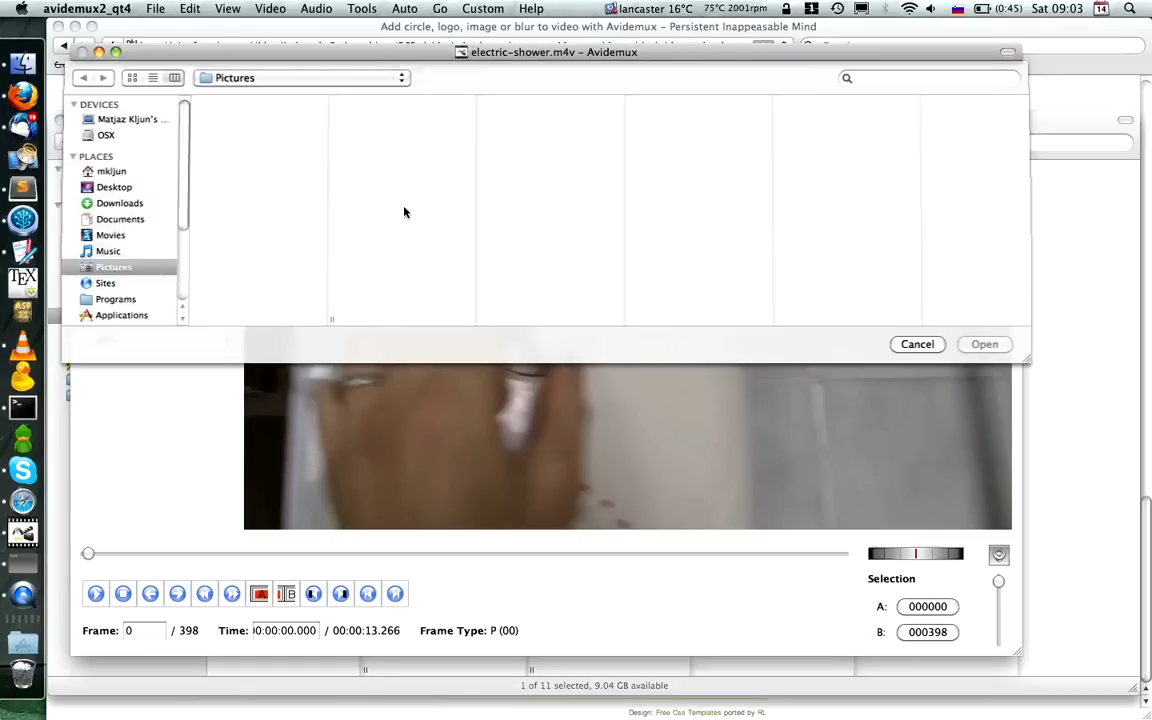 avidemux2_qt4 File Edit View Video Audio Tools Auto Go Custom Help lancaster 16°C 75°C 2001rpm 1 (0:45) Sat 09:03 14
Add circle, logo, image or blur to video with Avidemux – Persistent Inappeasable Mind
electric-shower.m4v – Avidemux
Pictures
DEVICES
Matjaz Kljun's ...
OSX
PLACES
mkljun
Desktop
Downloads
Documents
Movies
Music
Pictures
Sites
Programs
Applications
Cancel Open
Selection
A: 000000
B: 000398
A B
Frame: 0 / 398 Time: 00:00:00.000 / 00:00:13.266 Frame Type: P (00)
1 of 11 selected, 9.04 GB available
Design: Free Css Templates ported by RL.